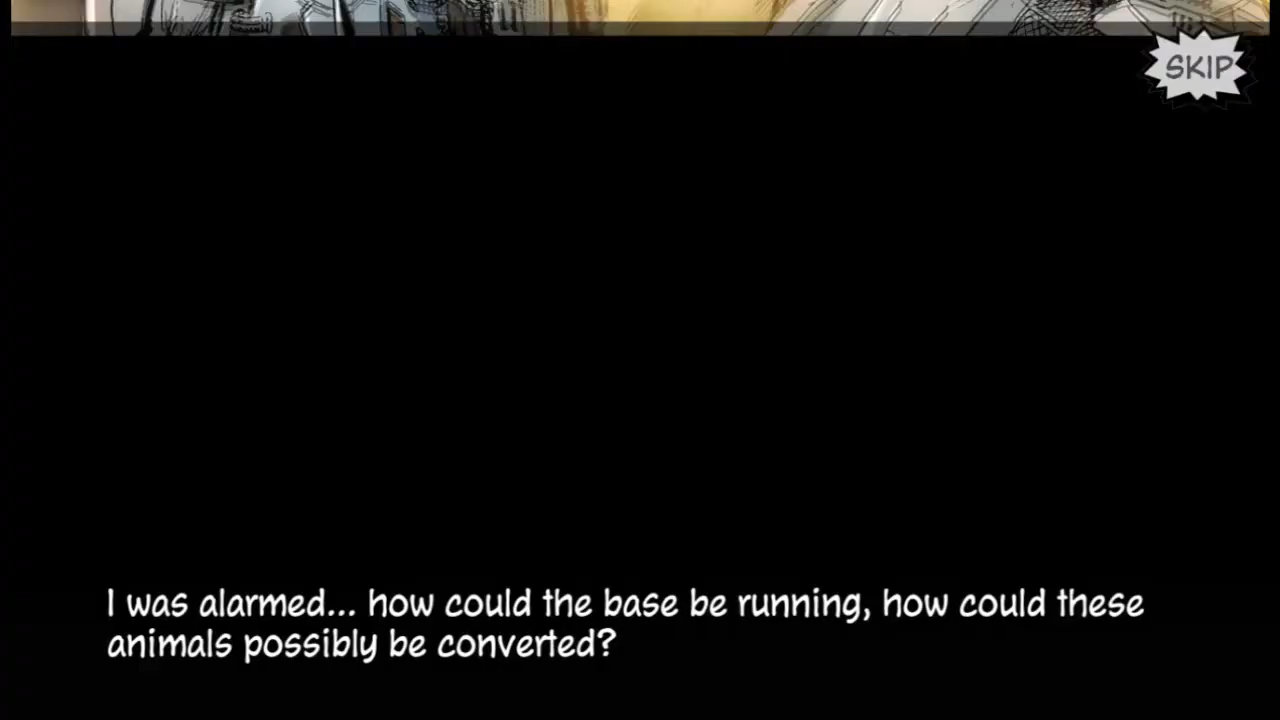 SKIP
I was alarmed... how could the base be running, how could these
animals possibly be converted?